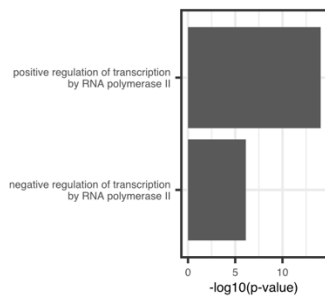 positive regulation of transcription
by RNA polymerase II
negative regulation of transcription
by RNA polymerase II
0
5
10
-log10(p-value)